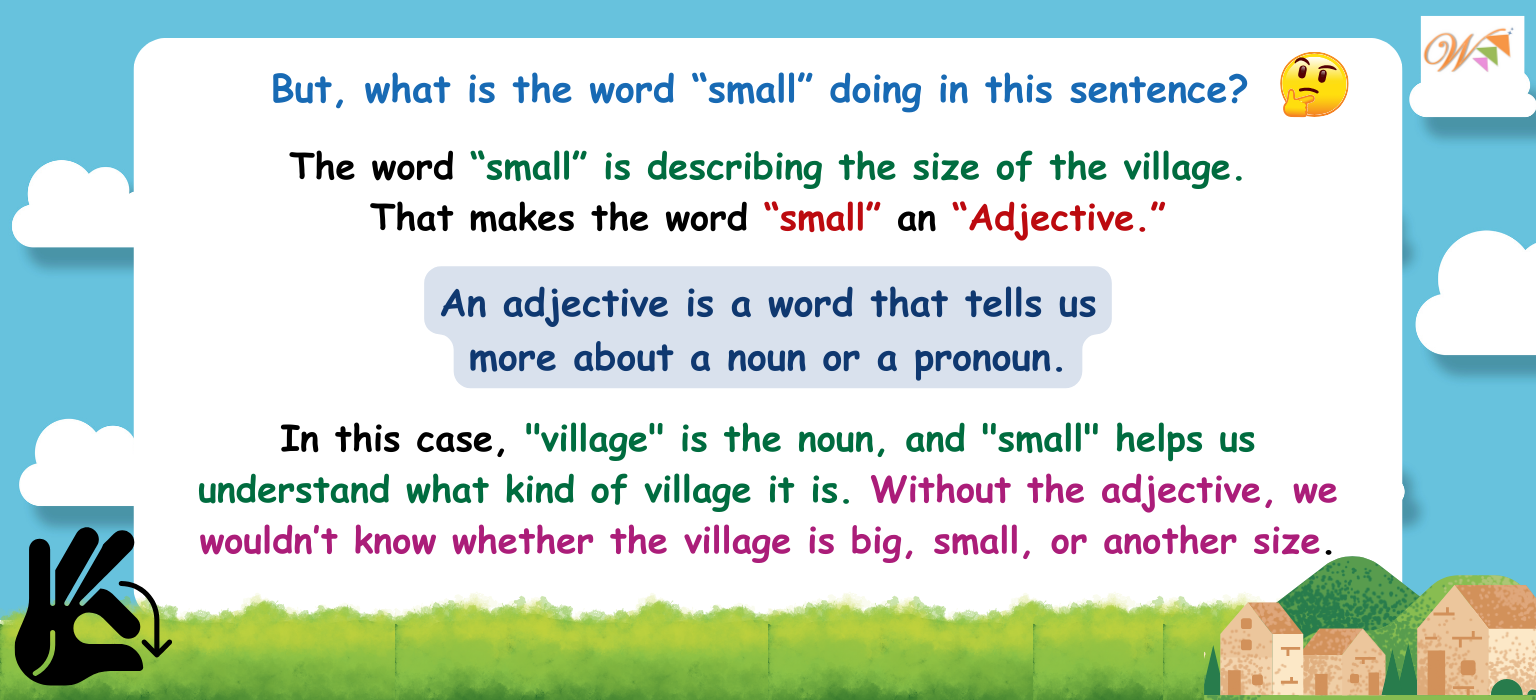 But, what is the word “small” doing in this sentence?
The word “small” is describing the size of the village.
That makes the word “small” an “Adjective.”
An adjective is a word that tells us
more about a noun or a pronoun.
In this case, "village" is the noun, and "small" helps us
understand what kind of village it is. Without the adjective, we
wouldn't know whether the village is big, small, or another size.
W